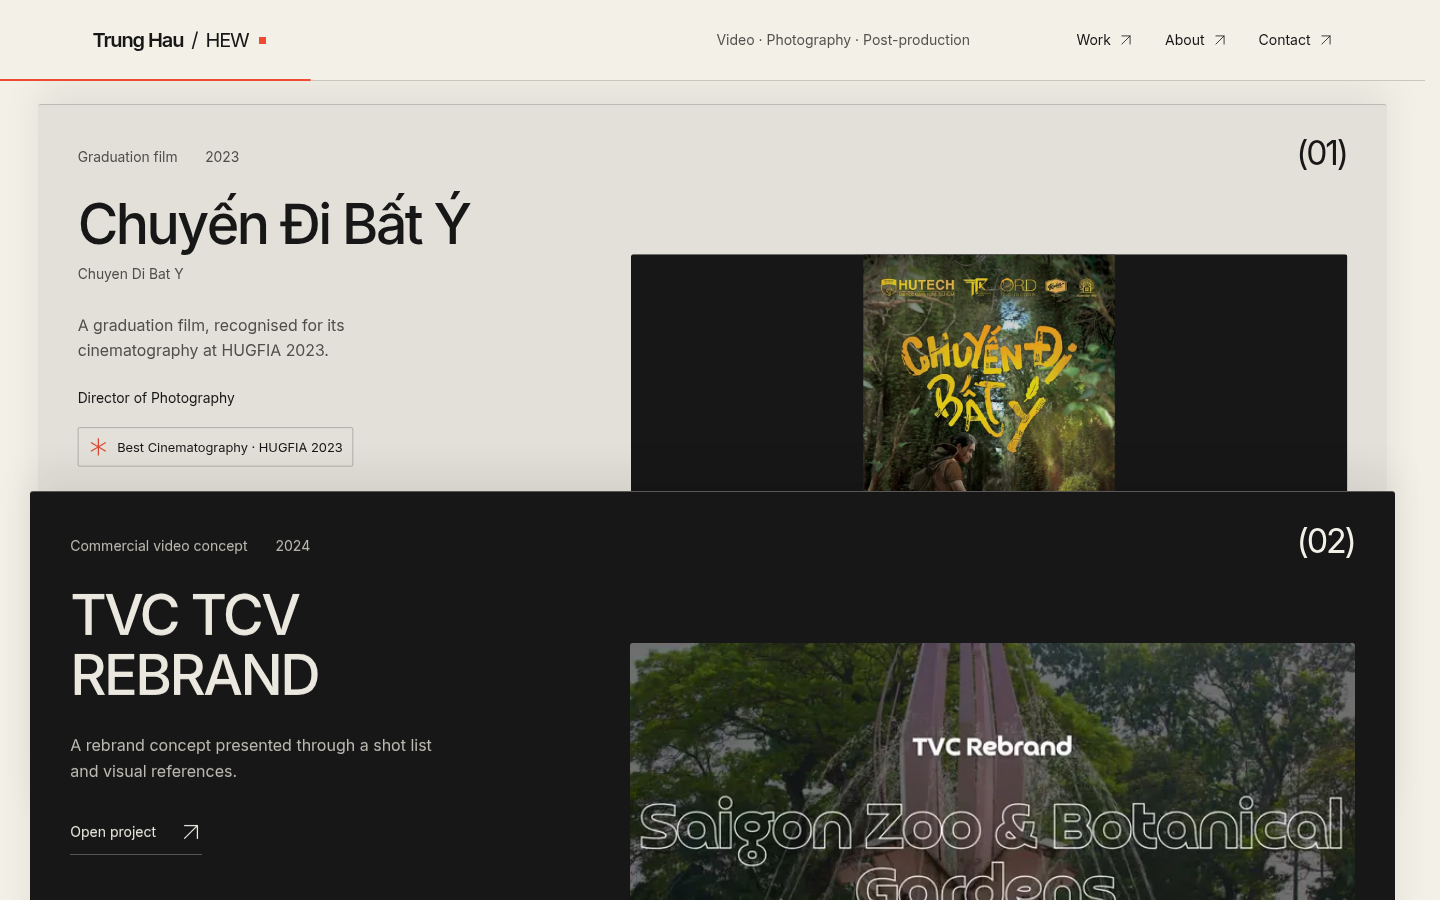 Trung Hau / HEW
Video · Photography · Post-production
Work
About
Contact
Graduation film 2023
(01)
Chuyến Đi Bất Ý
Chuyen Di Bat Y
A graduation film, recognised for its
cinematography at HUGFIA 2023.
Director of Photography
Best Cinematography · HUGFIA 2023
HUTECH
CHUYẾN ĐI
BẤT Ý
Commercial video concept 2024
(02)
TVC TCV
REBRAND
A rebrand concept presented through a shot list
and visual references.
Open project
TVC Rebrand
Saigon Zoo & Botanical
Gardens